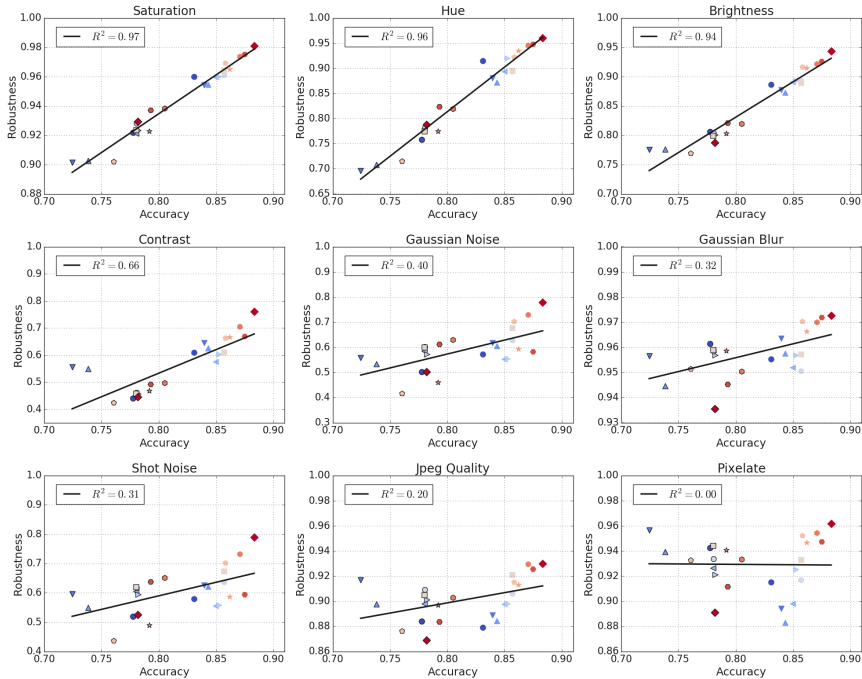 Saturation Hue Brightness
R² = 0.97 R² = 0.96 R² = 0.94
1.00 0.98 0.96 0.94 0.92 0.90 0.88
Robustness
0.70 0.75 0.80 0.85 0.90
Accuracy
1.00 0.95 0.90 0.85 0.80 0.75 0.70 0.65
Robustness
0.70 0.75 0.80 0.85 0.90
Accuracy
1.00 0.95 0.90 0.85 0.80 0.75 0.70
Robustness
0.70 0.75 0.80 0.85 0.90
Accuracy
Contrast Gaussian Noise Gaussian Blur
R² = 0.66 R² = 0.40 R² = 0.32
1.0 0.9 0.8 0.7 0.6 0.5 0.4
Robustness
0.70 0.75 0.80 0.85 0.90
Accuracy
1.0 0.9 0.8 0.7 0.6 0.5 0.4 0.3
Robustness
0.70 0.75 0.80 0.85 0.90
Accuracy
1.00 0.99 0.98 0.97 0.96 0.95 0.94 0.93
Robustness
0.70 0.75 0.80 0.85 0.90
Accuracy
Shot Noise Jpeg Quality Pixelate
R² = 0.31 R² = 0.20 R² = 0.00
1.0 0.9 0.8 0.7 0.6 0.5 0.4
Robustness
0.70 0.75 0.80 0.85 0.90
Accuracy
1.00 0.98 0.96 0.94 0.92 0.90 0.88 0.86
Robustness
0.70 0.75 0.80 0.85 0.90
Accuracy
1.00 0.98 0.96 0.94 0.92 0.90 0.88 0.86
Robustness
0.70 0.75 0.80 0.85 0.90
Accuracy